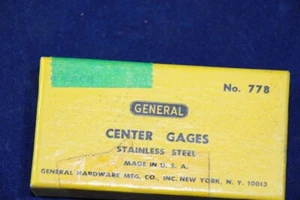 No. 778
GENERAL
CENTER GAGES
STAINLESS STEEL
MADE IN U. S. A.
GENERAL HARDWARE MFG. CO., INC. NEW YORK, N. Y. 10013